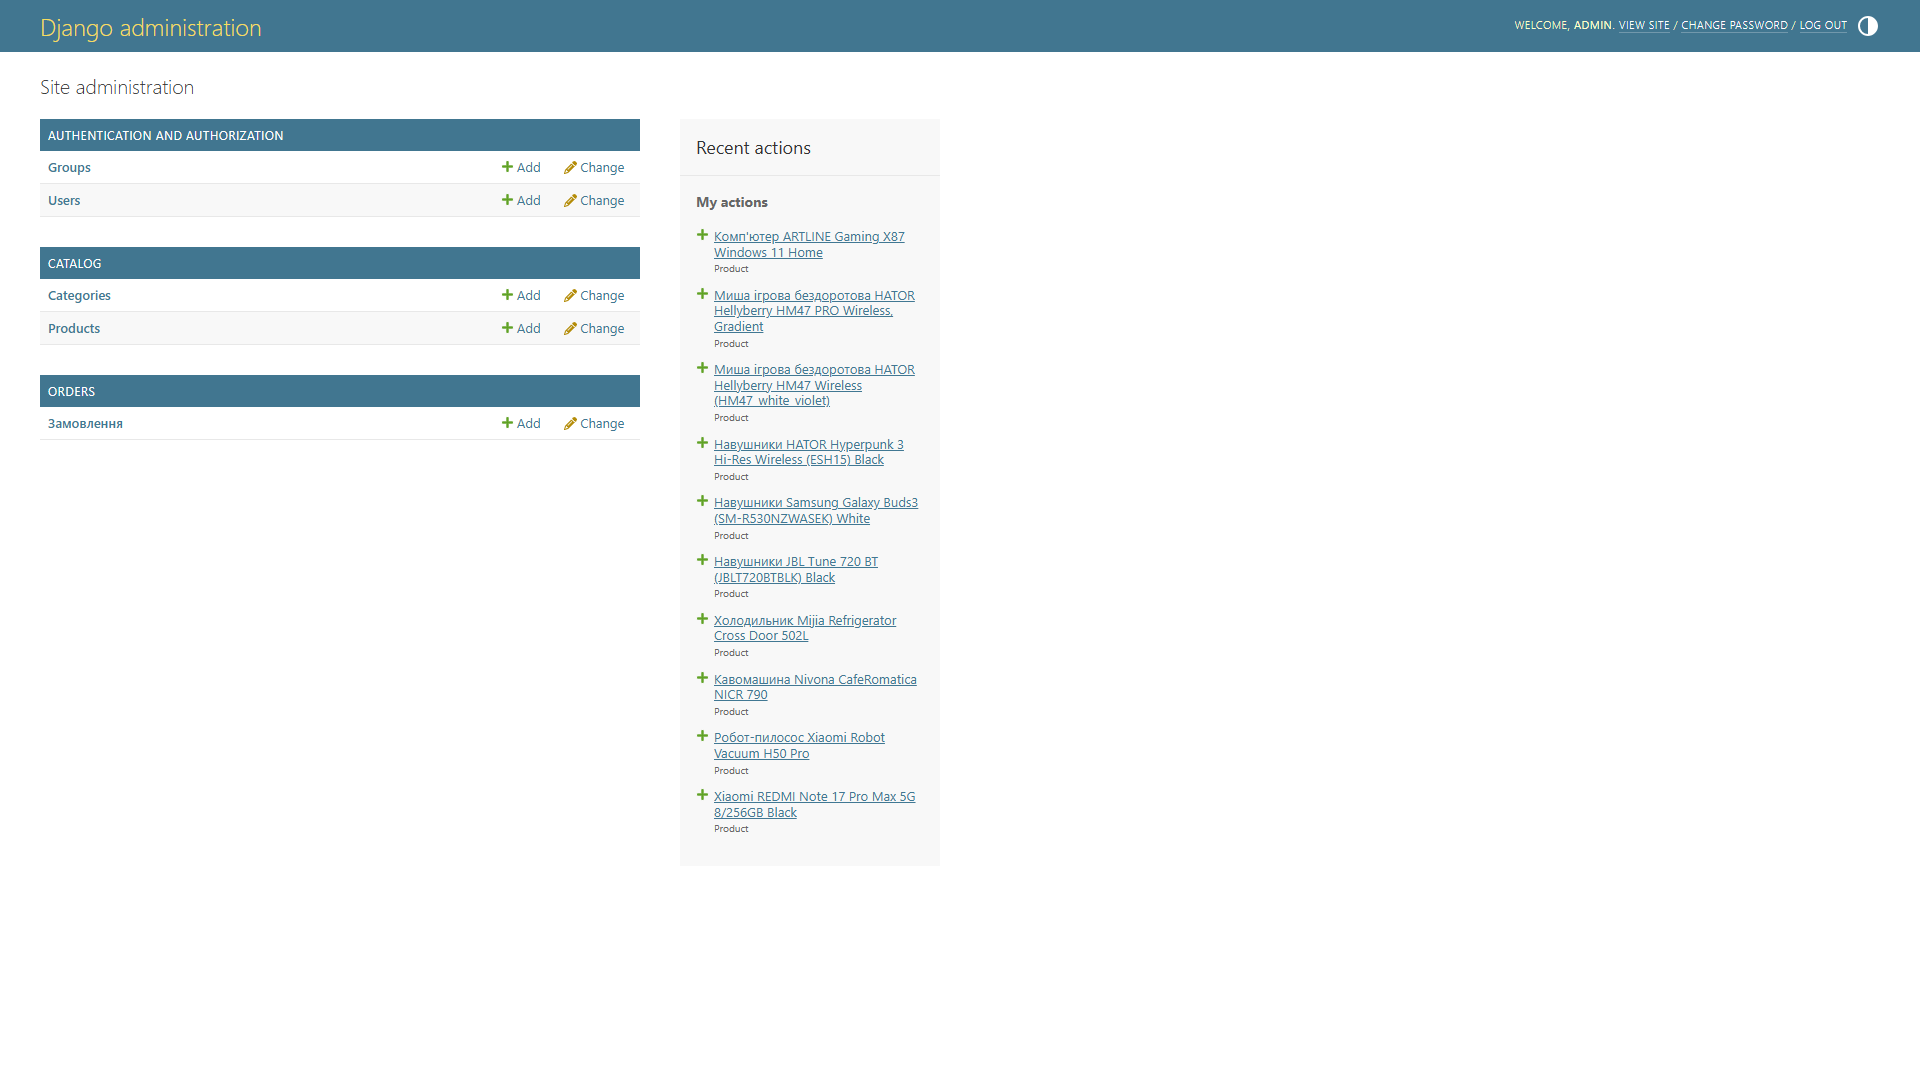 Django administration
WELCOME, ADMIN. VIEW SITE / CHANGE PASSWORD / LOG OUT
Site administration
AUTHENTICATION AND AUTHORIZATION
Groups Add Change
Users Add Change
CATALOG
Categories Add Change
Products Add Change
ORDERS
Замовлення Add Change
Recent actions
My actions
Комп'ютер ARTLINE Gaming X87
Windows 11 Home
Product
Миша ігрова бездоротова HATOR
Hellyberry HM47 PRO Wireless,
Gradient
Product
Миша ігрова бездоротова HATOR
Hellyberry HM47 Wireless
(HM47_white_violet)
Product
Навушники HATOR Hyperpunk 3
Hi-Res Wireless (ESH15) Black
Product
Навушники Samsung Galaxy Buds3
(SM-R530NZWASEK) White
Product
Навушники JBL Tune 720 BT
(JBLT720BTBLK) Black
Product
Холодильник Mijia Refrigerator
Cross Door 502L
Product
Кавомашина Nivona CafeRomatica
NICR 790
Product
Робот-пилосос Xiaomi Robot
Vacuum H50 Pro
Product
Xiaomi REDMI Note 17 Pro Max 5G
8/256GB Black
Product